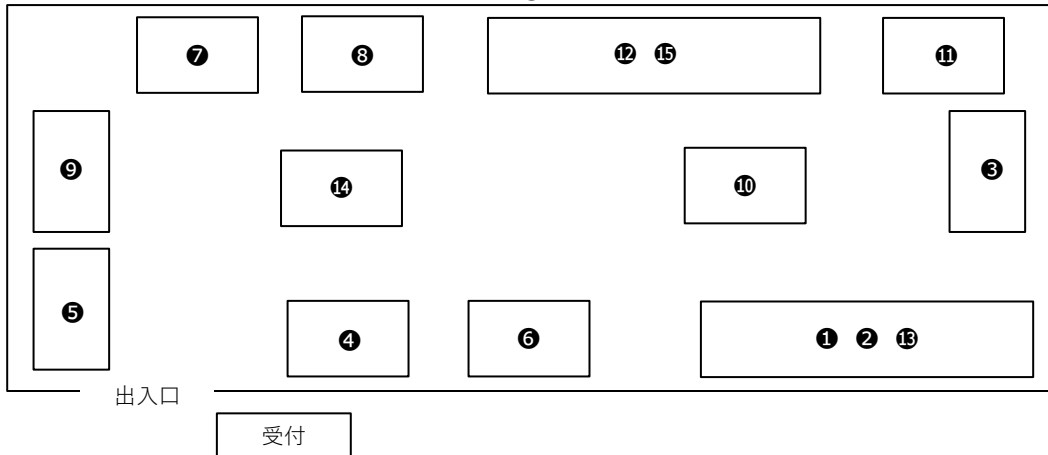 ❼ ❽ ⓬ ⓯ ⓫
❾ ⓮ ❿ ❸
❺ ❹ ❻ ❶ ❷ ⓭
出入口
受付